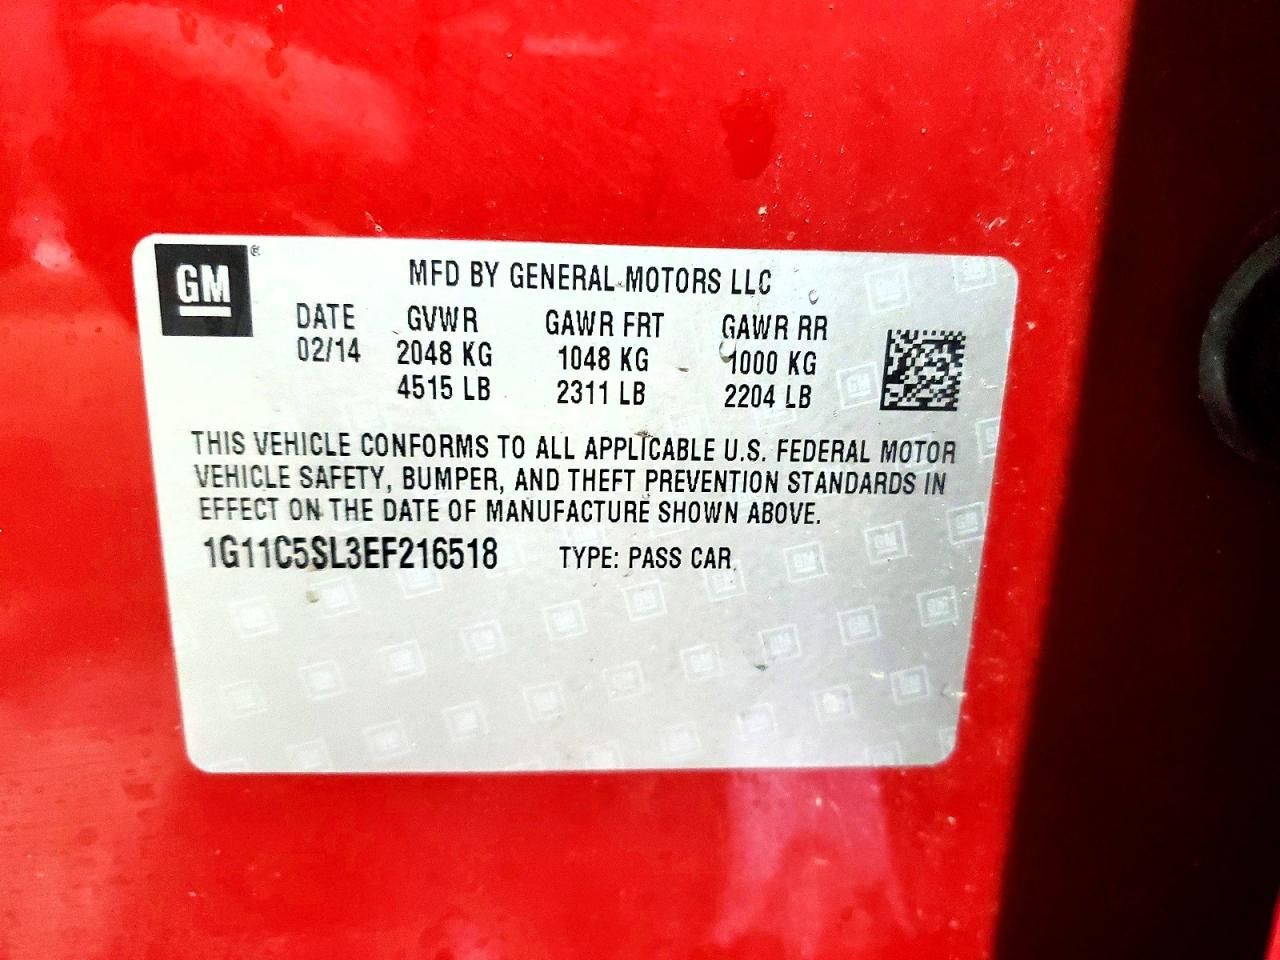 GM ®
MFD BY GENERAL MOTORS LLC
DATE GVWR GAWR FRT GAWR RR
02/14 2048 KG 1048 KG 1000 KG
4515 LB 2311 LB 2204 LB
THIS VEHICLE CONFORMS TO ALL APPLICABLE U.S. FEDERAL MOTOR
VEHICLE SAFETY, BUMPER, AND THEFT PREVENTION STANDARDS IN
EFFECT ON THE DATE OF MANUFACTURE SHOWN ABOVE.
1G11C5SL3EF216518 TYPE: PASS CAR